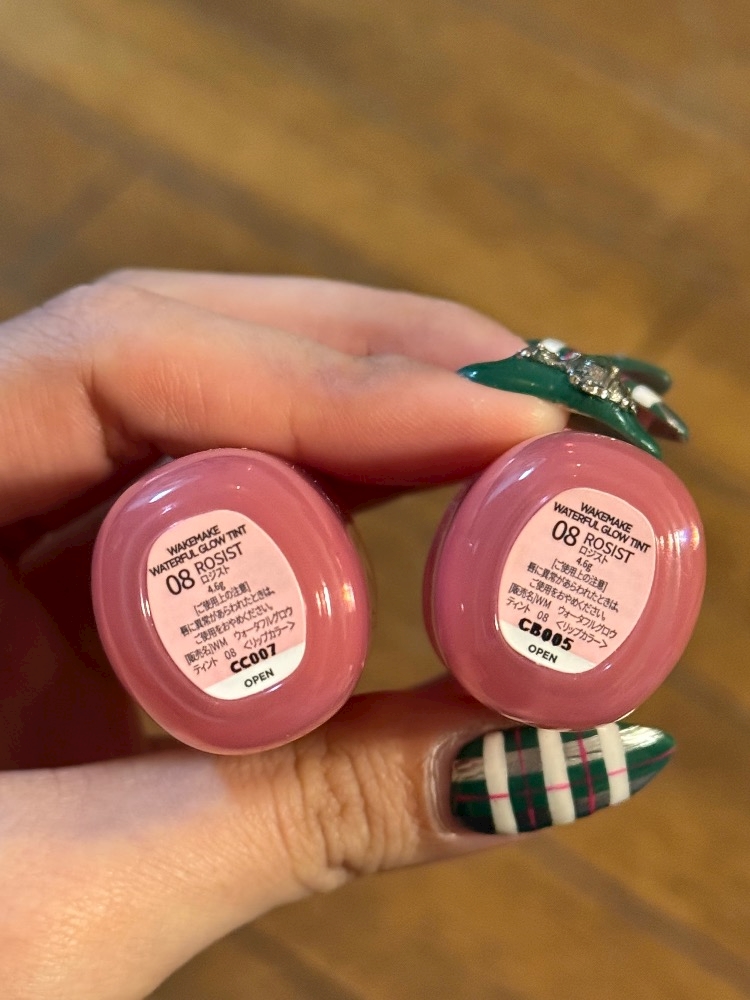 WAKEMAKE
WATERFUL GLOW TINT
08 ROSIST
ロジスト
4.6g
[ご使用上の注意]
唇に異常があらわれたときは、
ご使用をおやめください。
[販売名]WM ウォータフルグロウ
ティント 08 <リップカラー>
CC007
OPEN
WAKEMAKE
WATERFUL GLOW TINT
08 ROSIST
ロジスト
4.6g
[ご使用上の注意]
唇に異常があらわれたときは、
ご使用をおやめください。
[販売名]WM ウォータフルグロウ
ティント 08 <リップカラー>
CB005
OPEN